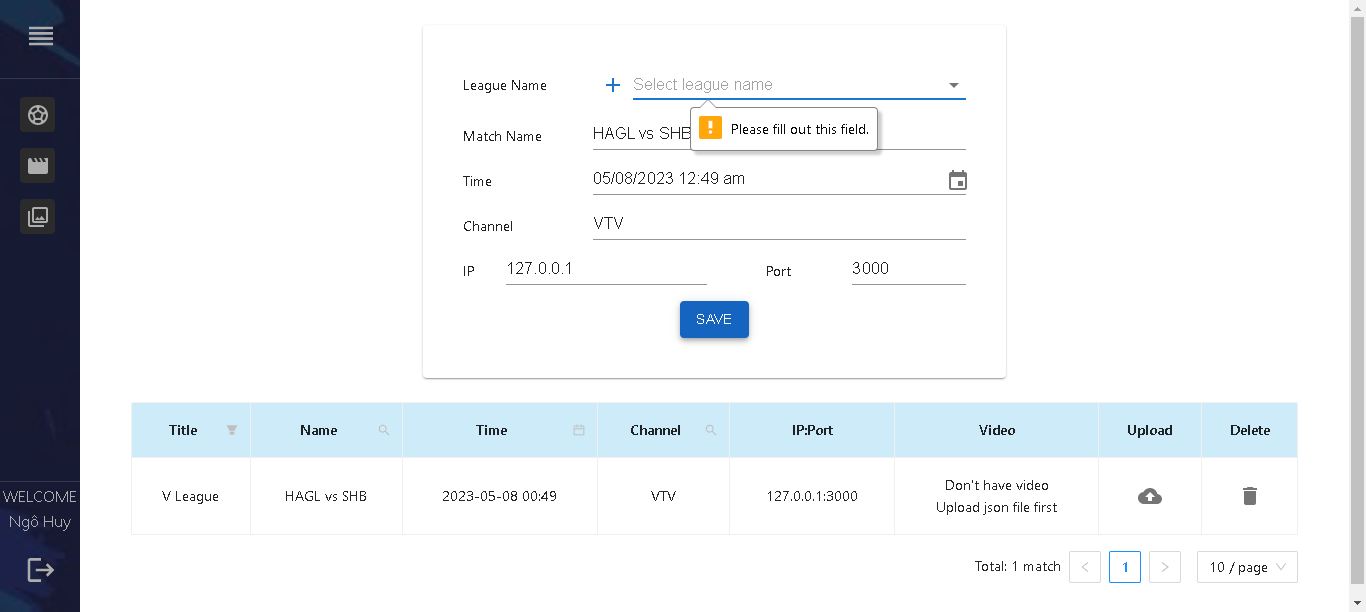 League Name
Select league name
Please fill out this field.
Match Name
HAGL vs SHB
Time
05/08/2023 12:49 am
Channel
VTV
IP
127.0.0.1
Port
3000
SAVE
Title
Name
Time
Channel
IP:Port
Video
Upload
Delete
V League
HAGL vs SHB
2023-05-08 00:49
VTV
127.0.0.1:3000
Don't have video
Upload json file first
WELCOME
Ngô Huy
Total: 1 match
1
10 / page